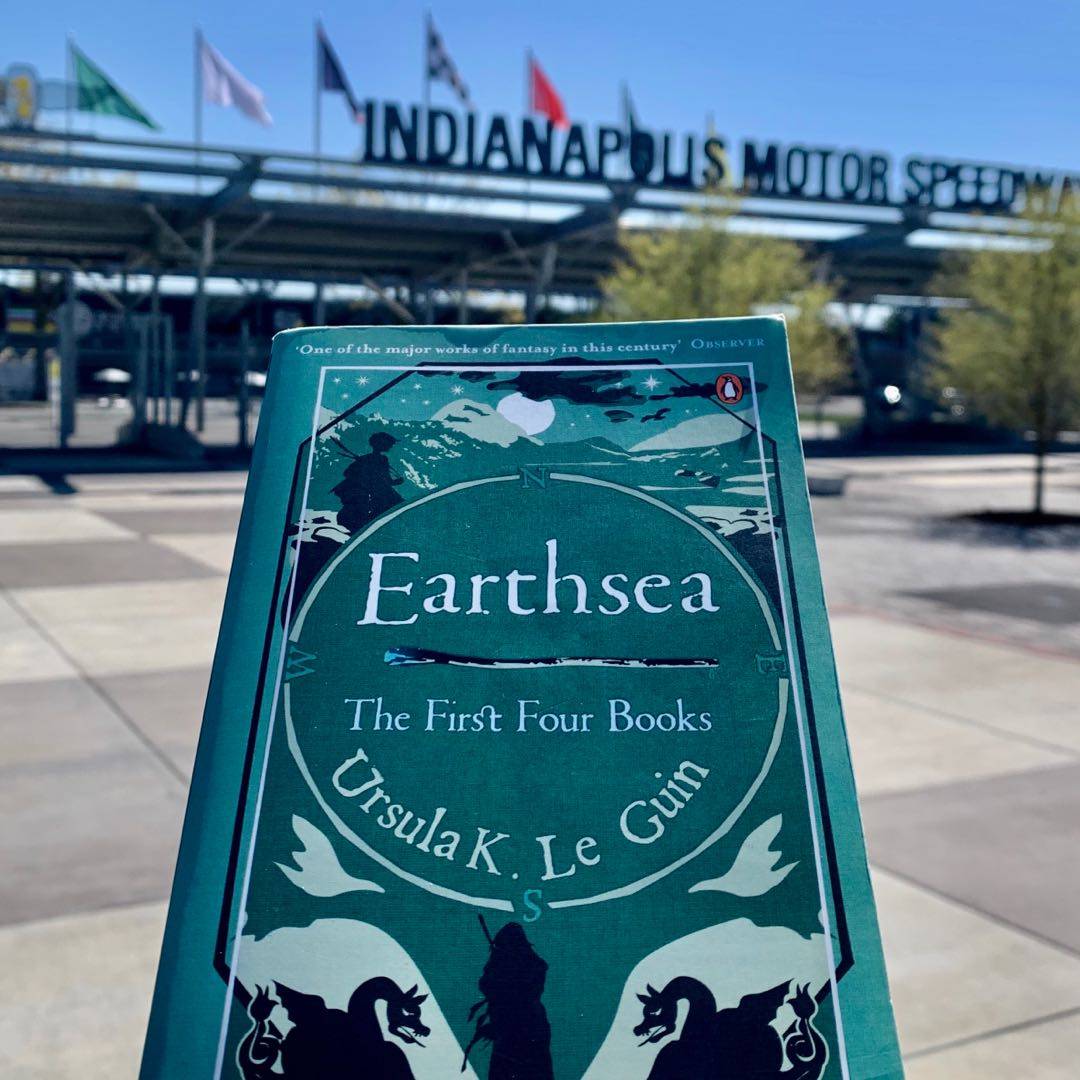 INDIANAPOLIS MOTOR SPEEDWA
'One of the major works of fantasy in this century' OBSERVER
N
Earthsea
W
E
The First Four Books
Ursula K. Le Guin
S